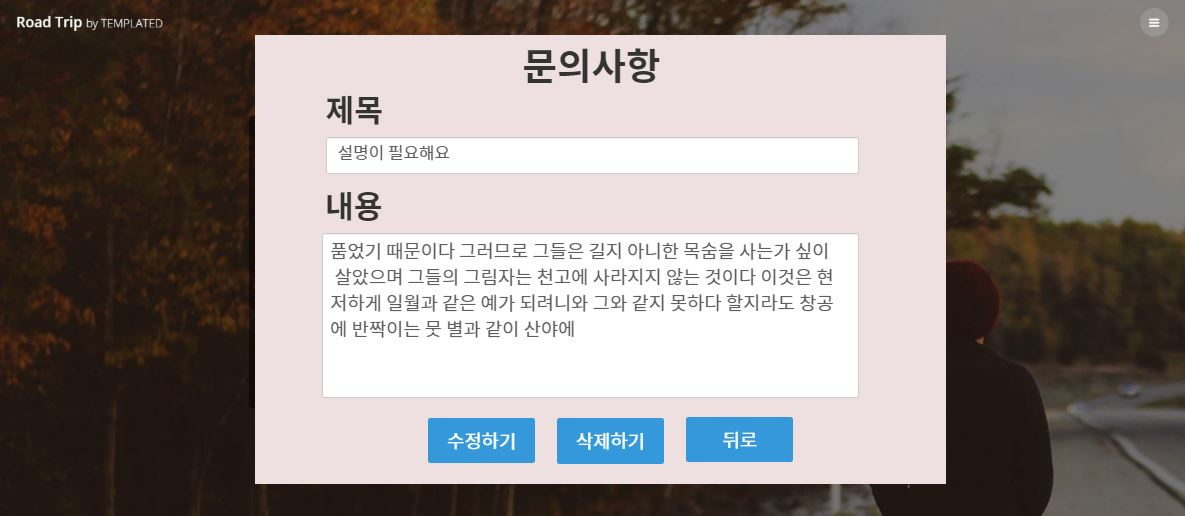 Road Trip by TEMPLATED
문의사항
제목
설명이 필요해요
내용
품었기 때문이다 그러므로 그들은 길지 아니한 목숨을 사는가 싶이
살았으며 그들의 그림자는 천고에 사라지지 않는 것이다 이것은 현
저하게 일월과 같은 예가 되려니와 그와 같지 못하다 할지라도 창공
에 반짝이는 뭇 별과 같이 산야에
수정하기
삭제하기
뒤로